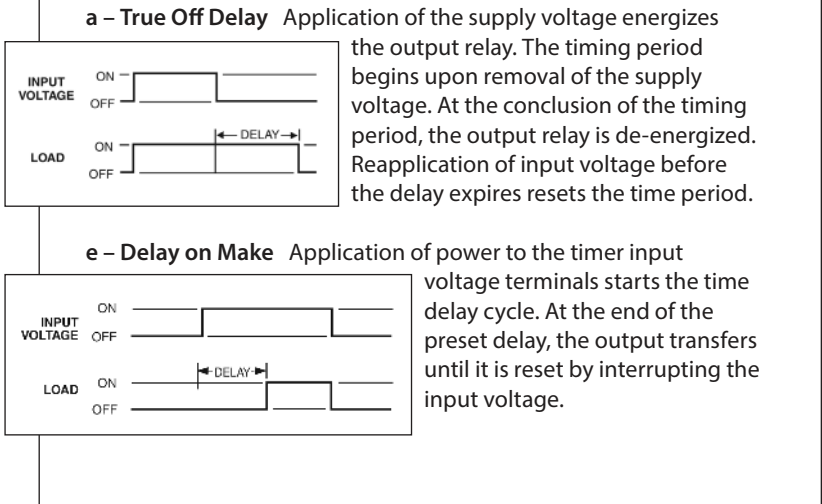 a – True Off Delay Application of the supply voltage energizes
the output relay. The timing period
begins upon removal of the supply
voltage. At the conclusion of the timing
period, the output relay is de-energized.
Reapplication of input voltage before
the delay expires resets the time period.
INPUT
VOLTAGE
ON
OFF
DELAY
LOAD
ON
OFF
e – Delay on Make Application of power to the timer input
voltage terminals starts the time
delay cycle. At the end of the
preset delay, the output transfers
until it is reset by interrupting the
input voltage.
INPUT
VOLTAGE
ON
OFF
DELAY
LOAD
ON
OFF